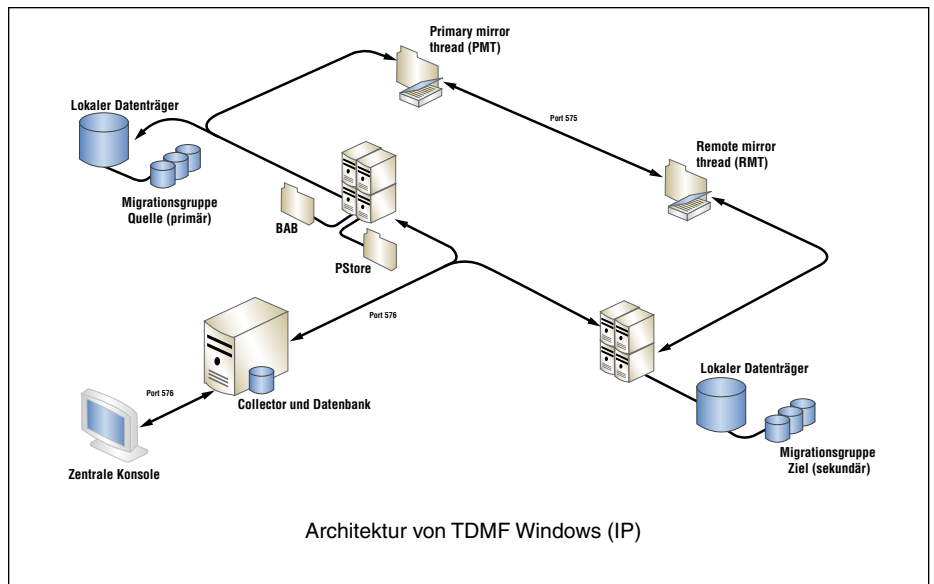 Primary mirror
thread (PMT)
Lokaler Datenträger
Port 575
Remote mirror
thread (RMT)
Migrationsgruppe
Quelle (primär)
BAB
PStore
Port 576
Lokaler Datenträger
Port 576
Collector und Datenbank
Migrationsgruppe
Ziel (sekundär)
Zentrale Konsole
Architektur von TDMF Windows (IP)